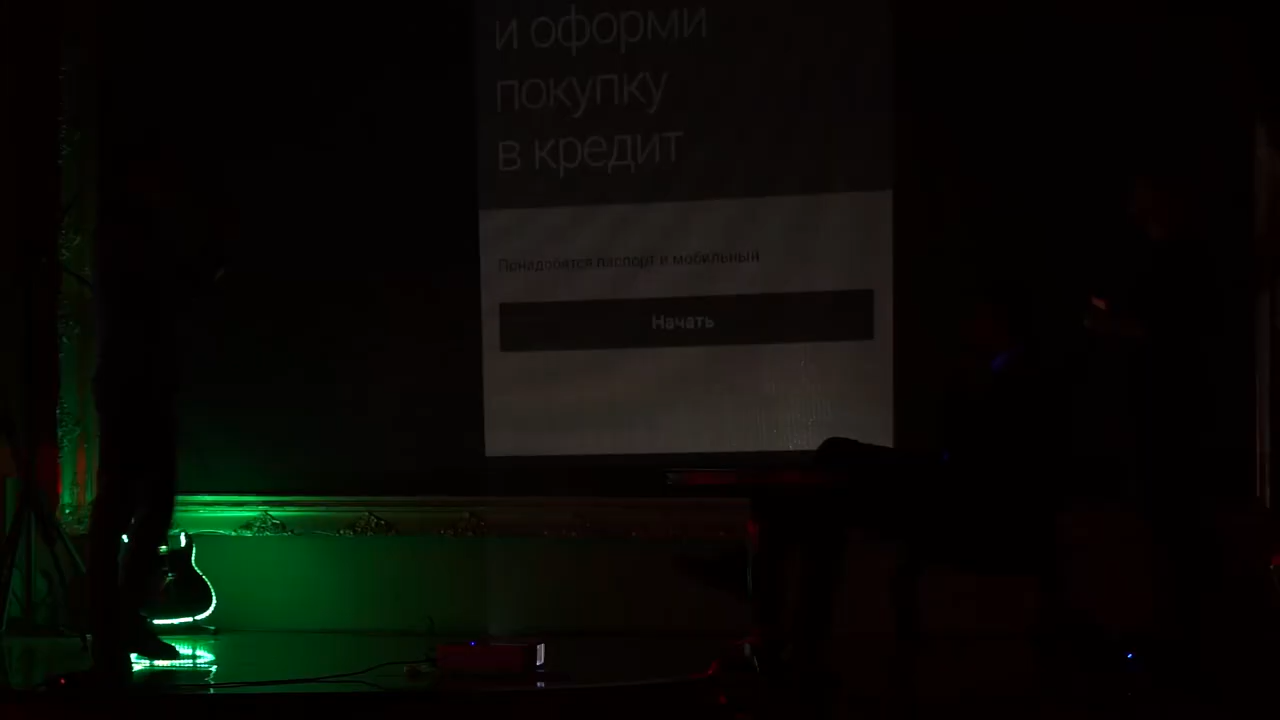 и оформи
покупку
в кредит
Понадобятся паспорт и мобильный
Начать